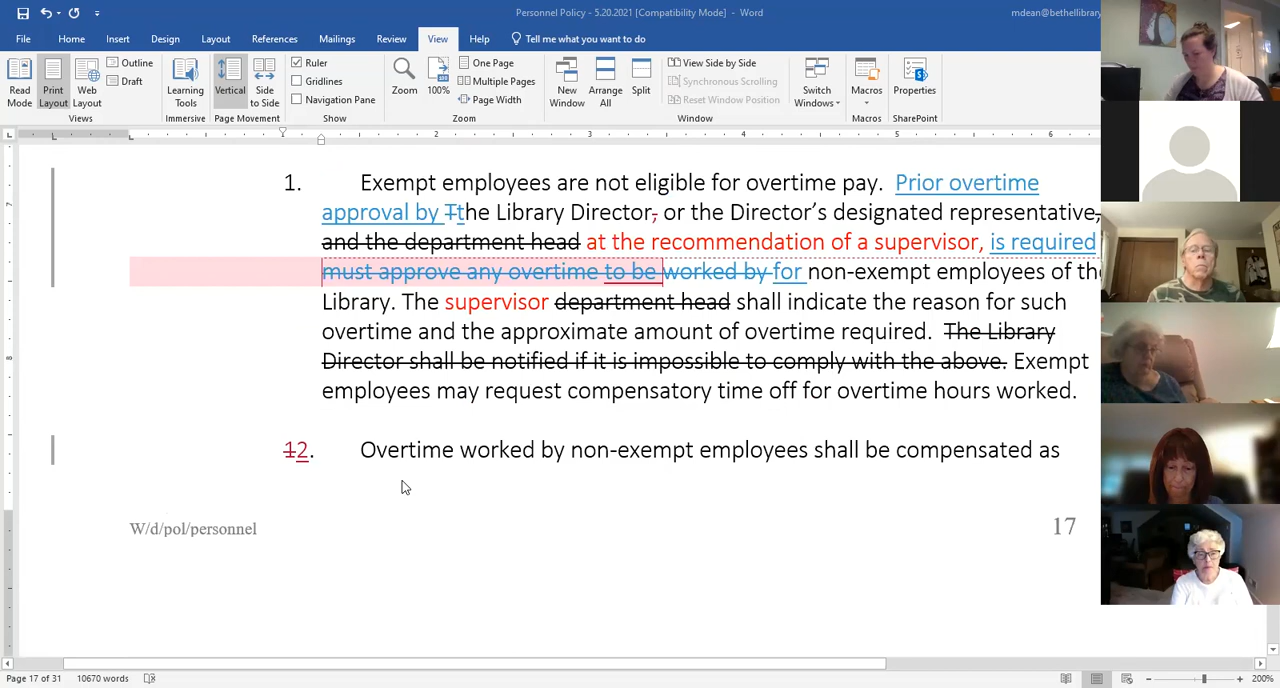 Personnel Policy - 5.20.2021 [Compatibility Mode] - Word
mdean@bethellibrary
File Home Insert Design Layout References Mailings Review View Help Tell me what you want to do
Read Mode
Print Layout
Web Layout
Outline
Draft
Views
Learning Tools
Immersive
Vertical
Side to Side
Page Movement
Ruler
Gridlines
Navigation Pane
Show
Zoom
100%
One Page
Multiple Pages
Page Width
Zoom
New Window
Arrange All
Split
View Side by Side
Synchronous Scrolling
Reset Window Position
Window
Switch Windows
Macros
Macros
Properties
SharePoint
2 3 4 5 6
1. Exempt employees are not eligible for overtime pay. Prior overtime
approval by Tthe Library Director, or the Director’s designated representative,
and the department head at the recommendation of a supervisor, is required
must approve any overtime to be worked by for non-exempt employees of the
Library. The supervisor department head shall indicate the reason for such
overtime and the approximate amount of overtime required. The Library
Director shall be notified if it is impossible to comply with the above. Exempt
employees may request compensatory time off for overtime hours worked.
12. Overtime worked by non-exempt employees shall be compensated as
W/d/pol/personnel 17
Page 17 of 31 10670 words 200%